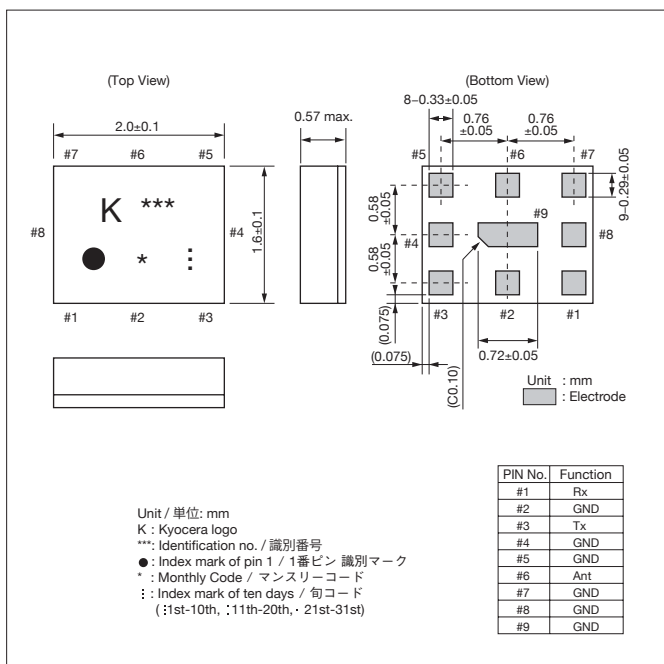 (Top View)
2.0±0.1
#7 #6 #5
#8
K ***
* ⋮
#4
1.6±0.1
#1 #2 #3
0.57 max.
(Bottom View)
8–0.33±0.05
0.76
±0.05
0.76
±0.05
#5 #6 #7
9–0.29±0.05
0.58
±0.05
#9
#4 #8
0.58
±0.05
(0.075)
#3 #2 #1
(0.075)
(C0.10)
0.72±0.05
Unit : mm
: Electrode
Unit / 単位: mm
K : Kyocera logo
***: Identification no. / 識別番号
●: Index mark of pin 1 / 1番ピン 識別マーク
* : Monthly Code / マンスリーコード
⋮ : Index mark of ten days / 旬コード
(⋮1st-10th, :11th-20th, · 21st-31st)
PIN No. Function
#1 Rx
#2 GND
#3 Tx
#4 GND
#5 GND
#6 Ant
#7 GND
#8 GND
#9 GND